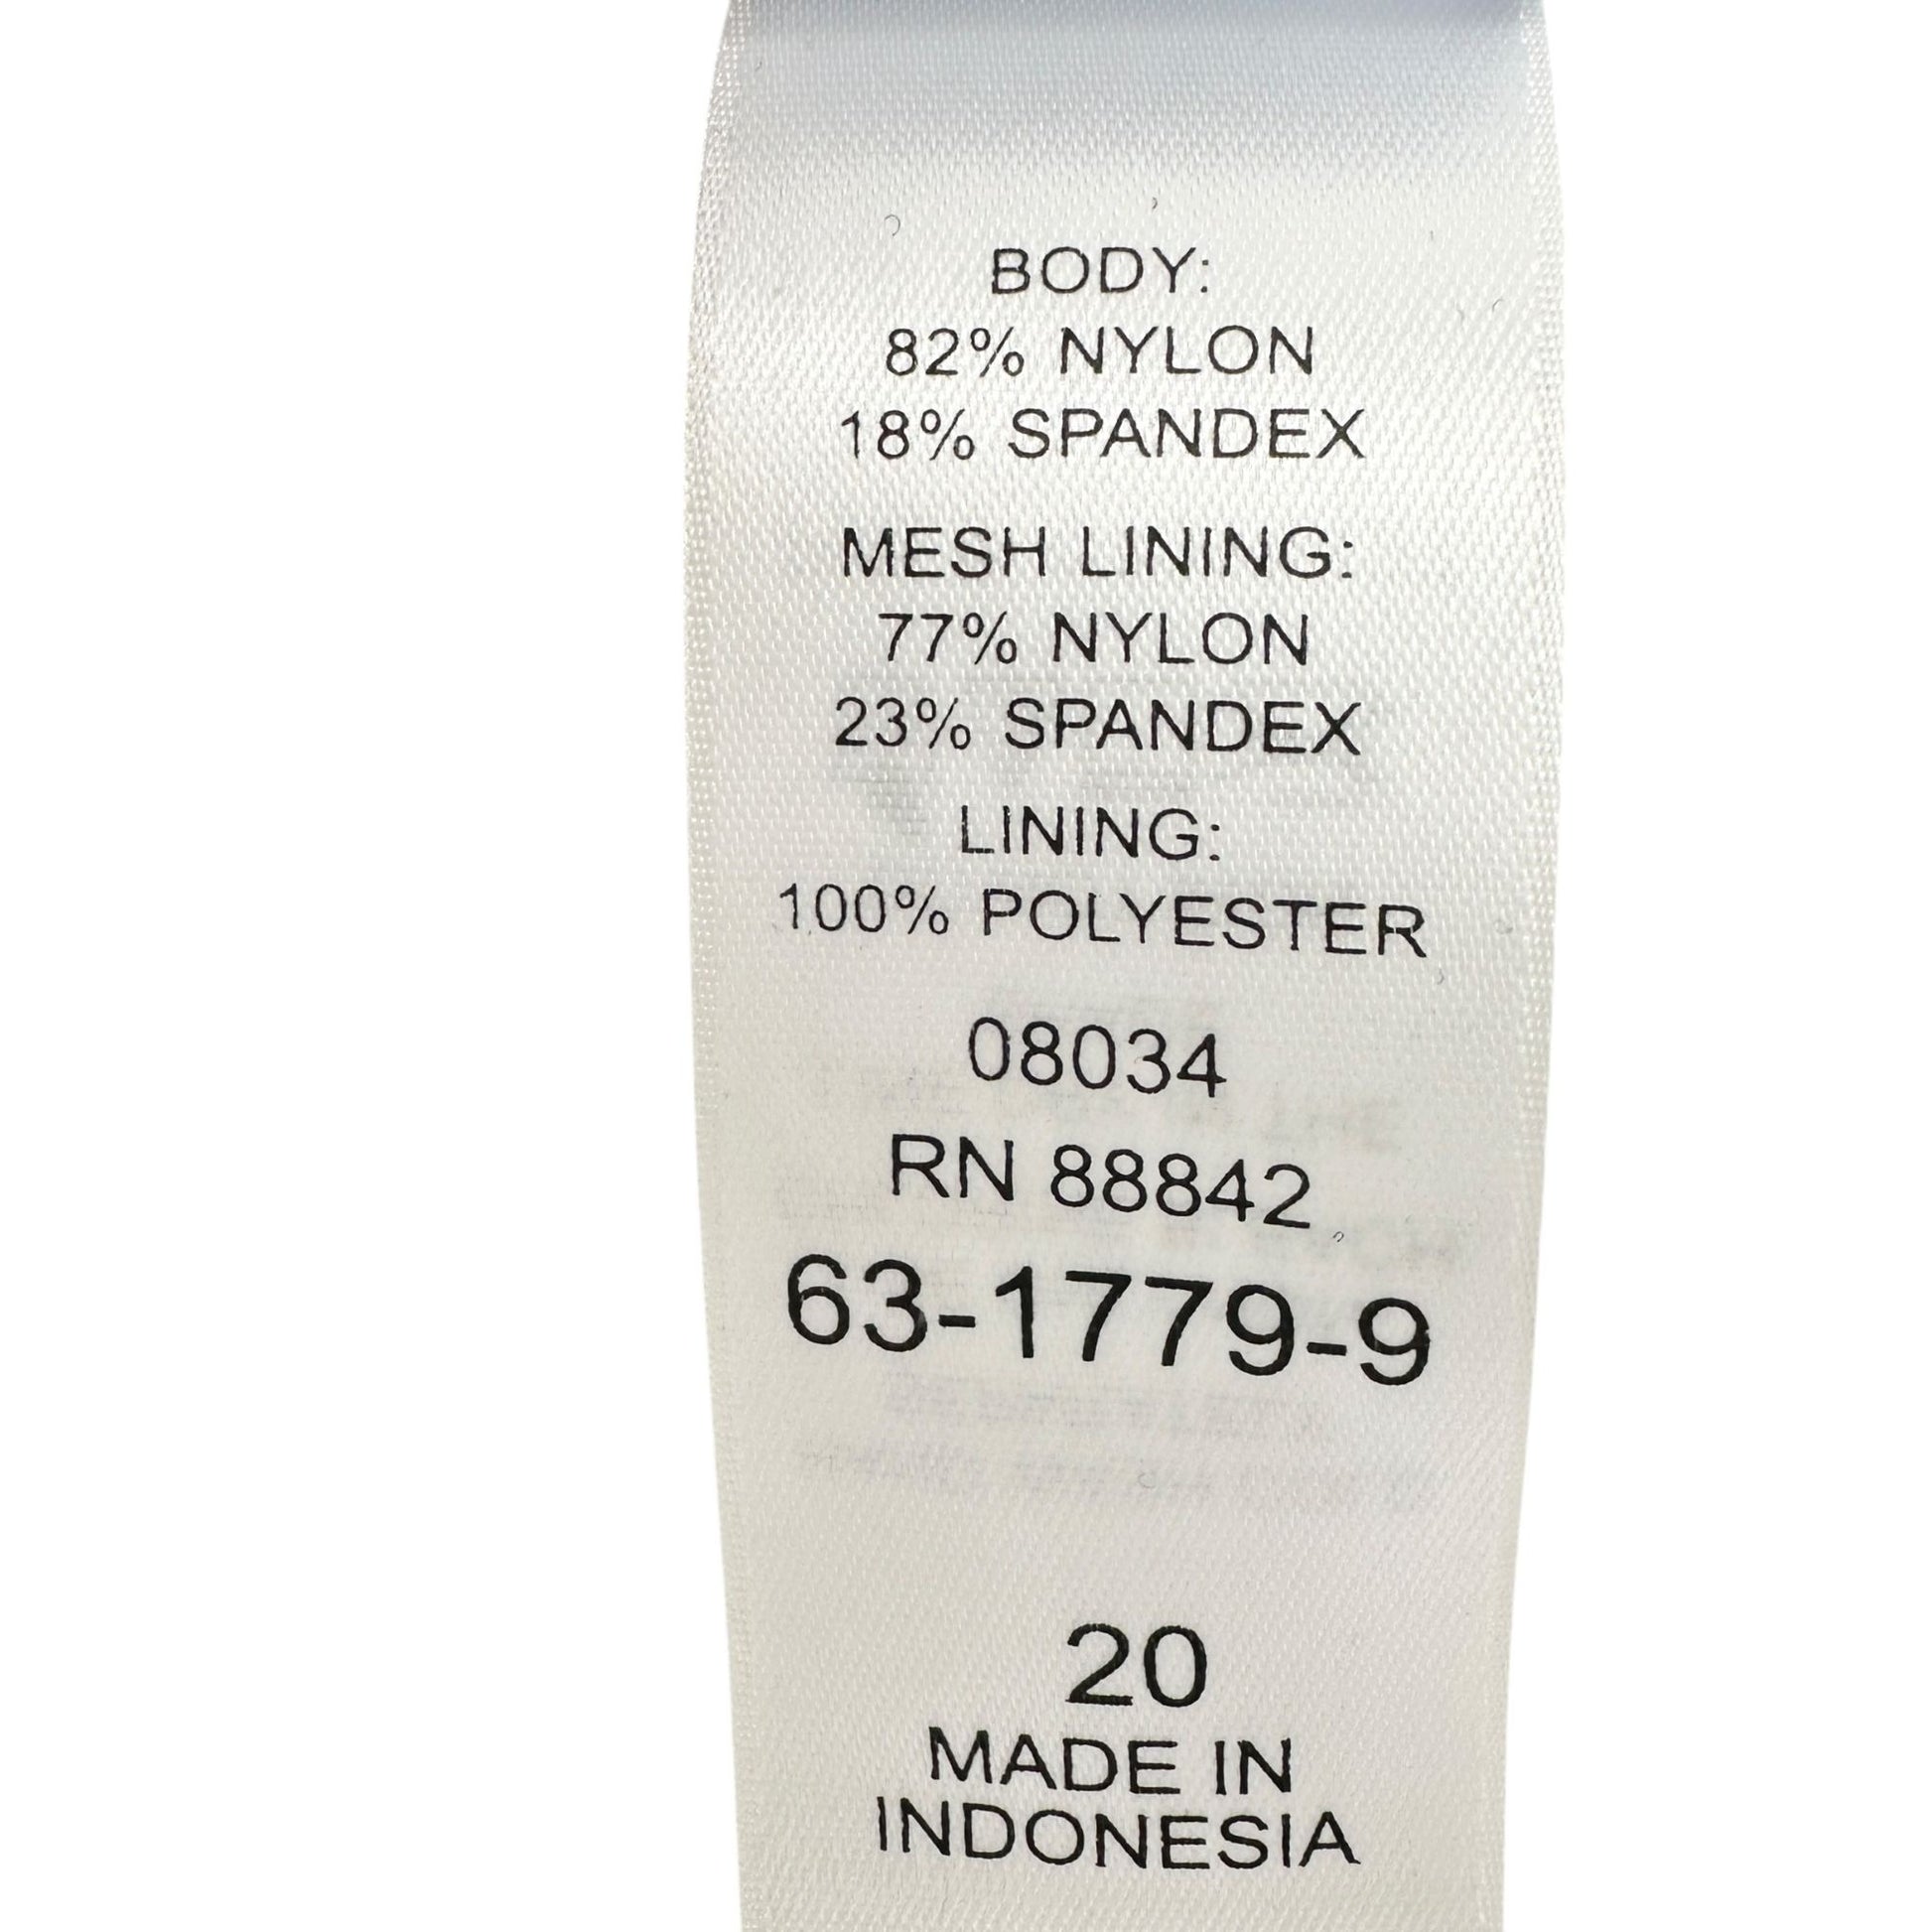 BODY:
82% NYLON
18% SPANDEX
MESH LINING:
77% NYLON
23% SPANDEX
LINING:
100% POLYESTER
08034
RN 88842
63-1779-9
20
MADE IN
INDONESIA